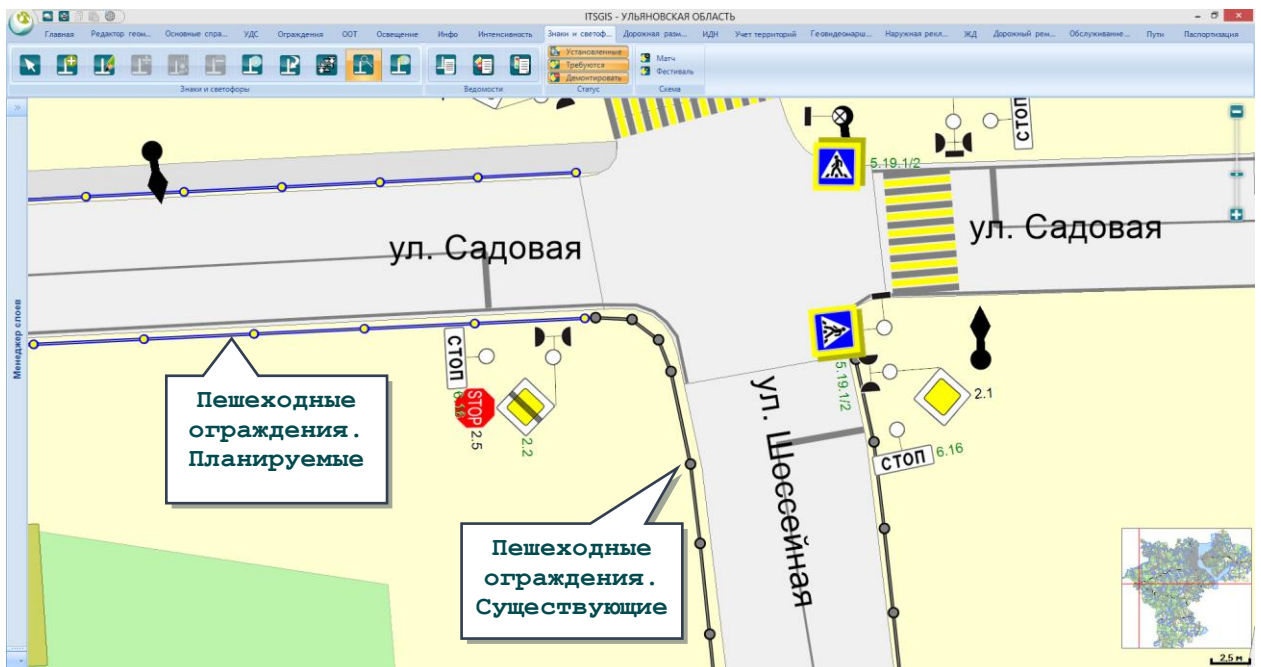 ITSGIS - УЛЬЯНОВСКАЯ ОБЛАСТЬ
Главная Редактор геом... Основные спра... УДС Ограждения ООТ Освещение Инфо Интенсивность Знаки и светоф... Дорожная разм... ИДН Учет территорий Геовидеомарш... Наружная рекл... ЖД Дорожный рем... Обслуживание... Пути Паспортизация
Установленные
Требуются
Демонтировать
Матч
Фестиваль
Знаки и светофоры Ведомости Статус Схема
Менеджер слоев
СТОП
5.19.1/2
ул. Садовая
ул. Садовая
СТОП
6.16
STOP
2.5
2.2
5.19.1/2
2.1
СТОП 6.16
ул. Шоссейная
Пешеходные
ограждения.
Планируемые
Пешеходные
ограждения.
Существующие
2,5 м